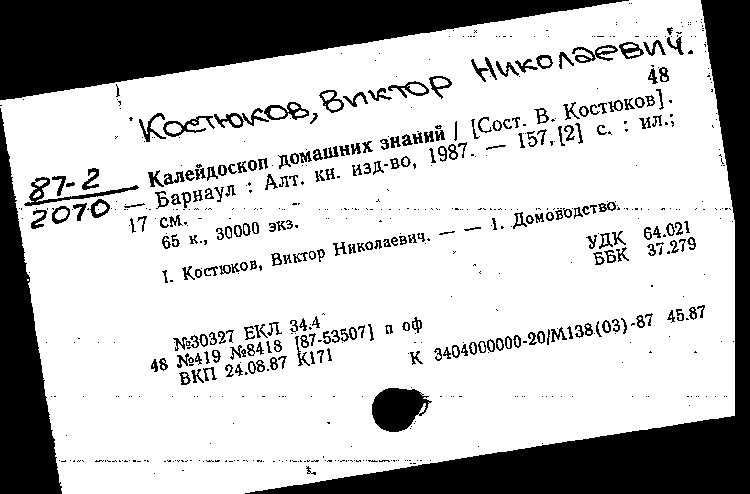 Костюков, Виктор Николаевич.
48
Калейдоскоп домашних знаний / [Сост. В. Костюков].
87-2
2070
— Барнаул : Алт. кн. изд-во, 1987. — 157,[2] с. : ил.;
17 см.
65 к., 30000 экз.
I. Костюков, Виктор Николаевич. — — 1. Домоводство.
УДК 64.021
ББК 37.279
№30327 ЕКЛ 34.4
48 №419 №8418 [87-53507] п оф
ВКП 24.08.87 К171
К 3404000000-20/М138(03)-87 45.87